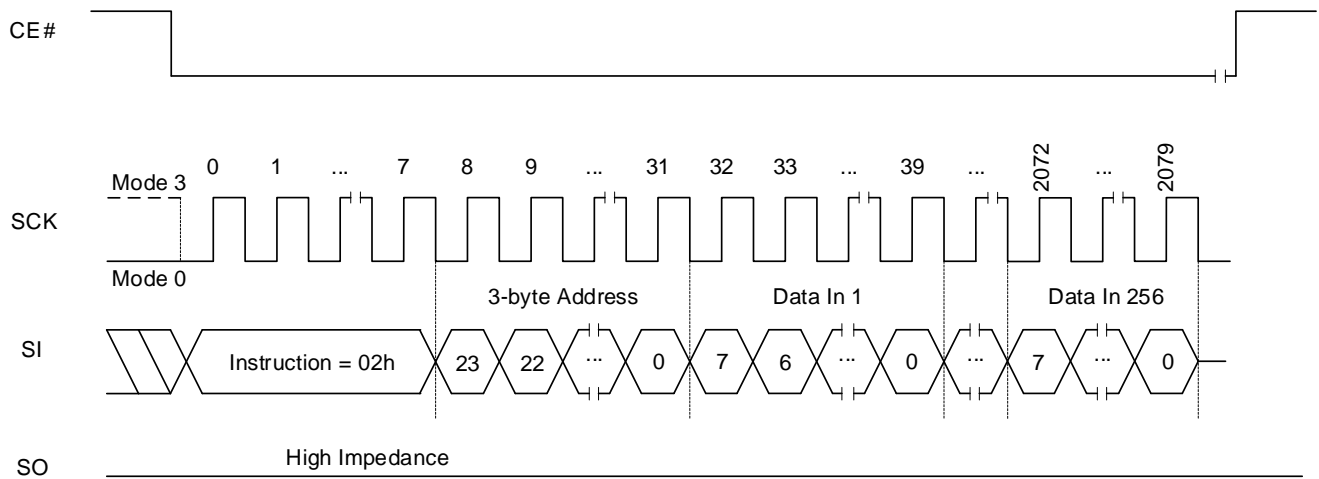 CE#
0 1 ... 7 8 9 ... 31 32 33 ... 39 ... 2072 ... 2079
Mode 3
SCK
Mode 0
3-byte Address Data In 1 Data In 256
SI Instruction = 02h 23 22 ... 0 7 6 ... 0 ... 7 ... 0
High Impedance
SO